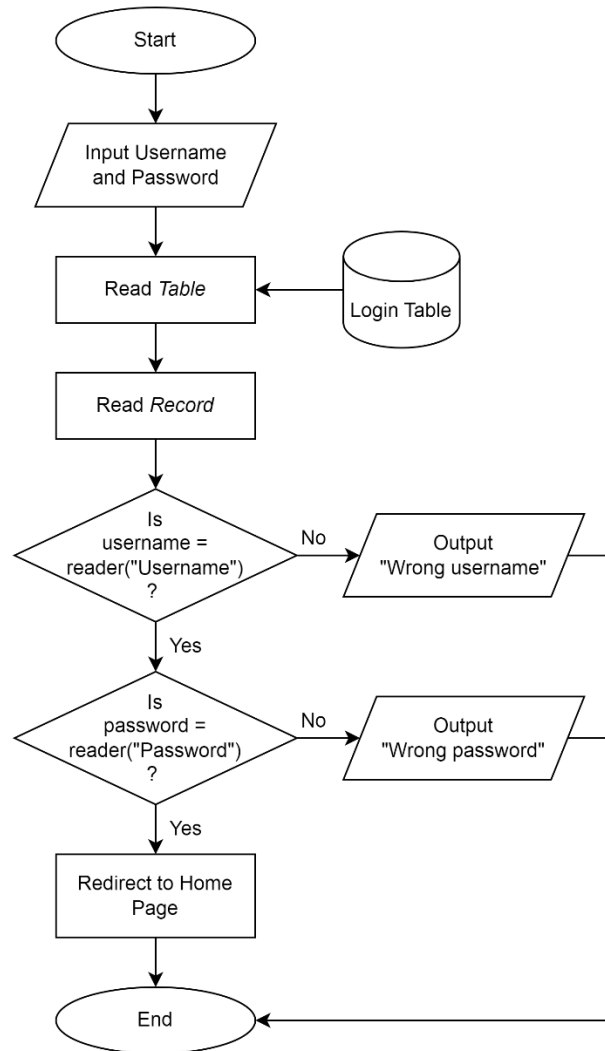 Start
Input Username
and Password
Read Table
Login Table
Read Record
Is
username =
reader("Username")
?
No
Output
"Wrong username"
Yes
Is
password =
reader("Password")
?
No
Output
"Wrong password"
Yes
Redirect to Home
Page
End